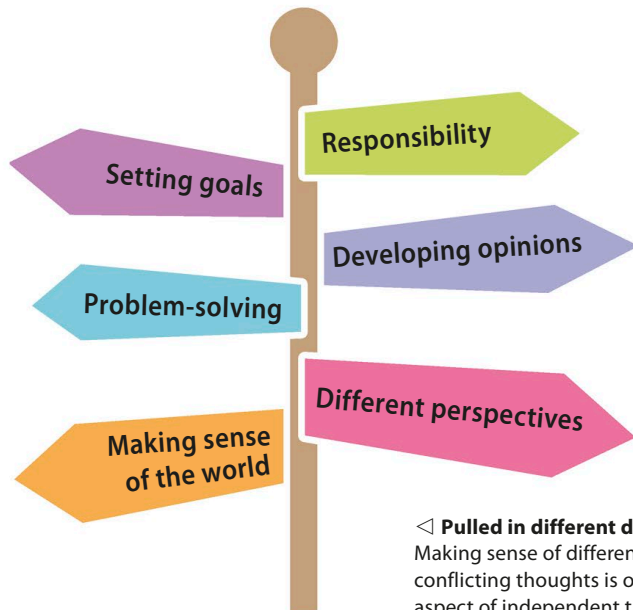 Responsibility
Setting goals
Developing opinions
Problem-solving
Different perspectives
Making sense
of the world
◁ Pulled in different
Making sense of
conflicting thoughts is
aspect of independent